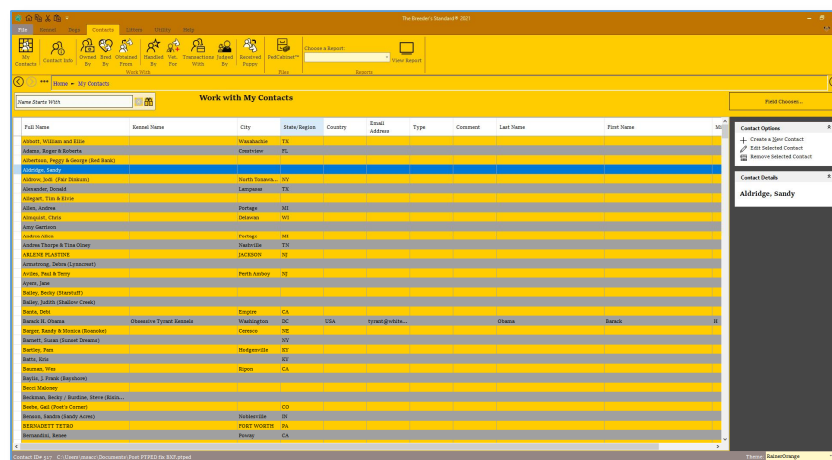 The Breeder's Standard® 2021
File Kennel Dogs Contacts Litters Utility Help
My Contacts
Contact Info
Owned By
Bred By
Obtained From
Handled By
Vet. For
Transactions With
Judged By
Received Puppy
PedCabinet™
Choose a Report:
View Report
Work With
Files
Reports
Home My Contacts
Name Starts With
Work with My Contacts
Field Chooser...
Full Name Kennel Name City State/Region Country Email Address Type Comment Last Name First Name
Abbott, William and Ellie Waxahachie TX
Adams, Roger & Roberta Crestview FL
Albertson, Peggy & George (Red Bank)
Aldridge, Sandy
Aldrow, Jodi (Fair Dinkum) North Tonawa... NY
Alexander, Donald Lampasas TX
Allegart, Tim & Elvie
Allen, Andrea Portage MI
Almquist, Chris Delavan WI
Amy Garrison
Andrea Allen Portage MI
Andrea Thorpe & Tina Olney Nashville TN
ARLENE PLASTINE JACKSON NJ
Armstrong, Debra (Lynncrest)
Aviles, Paul & Terry Perth Amboy NJ
Ayers, Jane
Bailey, Becky (Starstuff)
Bailey, Judith (Shallow Creek)
Banta, Debi Empire CA
Barack H. Obama Obsessive Tyrant Kennels Washington DC USA tyrant@white... Obama Barack H
Barger, Randy & Monica (Roanoke) Ceresco NE
Barnett, Susan (Sunset Dreams) NY
Bartley, Pam Hodgenville KY
Batts, Kris KY
Bauman, Wes Ripon CA
Baylis, J. Frank (Bayshore)
Becci Maloney
Beckman, Becky / Burdine, Steve (Risin...
Beebe, Gail (Poet's Corner) CO
Benson, Sandra (Sandy Acres) Noblesville IN
BERNADETT TETRO FORT WORTH PA
Bernardini, Renee Poway CA
Contact Options
Create a New Contact
Edit Selected Contact
Remove Selected Contact
Contact Details
Aldridge, Sandy
Theme: RainerOrange